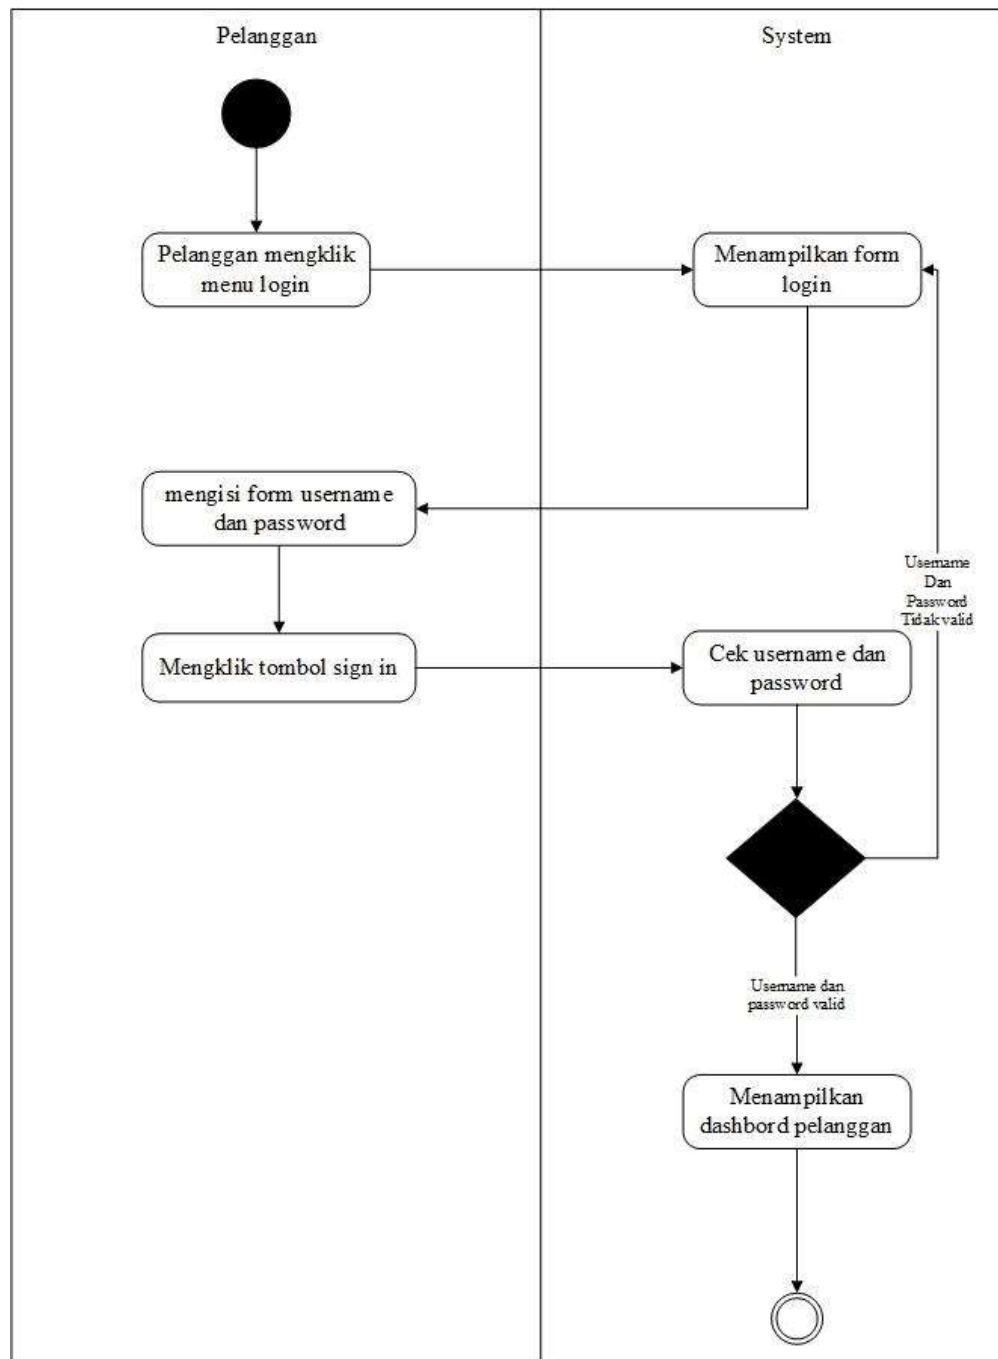 Pelanggan
System
Pelanggan mengklik
menu login
Menampilkan form
login
mengisi form username
dan password
Username
Dan
Password
Tidak valid
Mengklik tombol sign in
Cek username dan
password
Username dan
password valid
Menampilkan
dashbord pelanggan